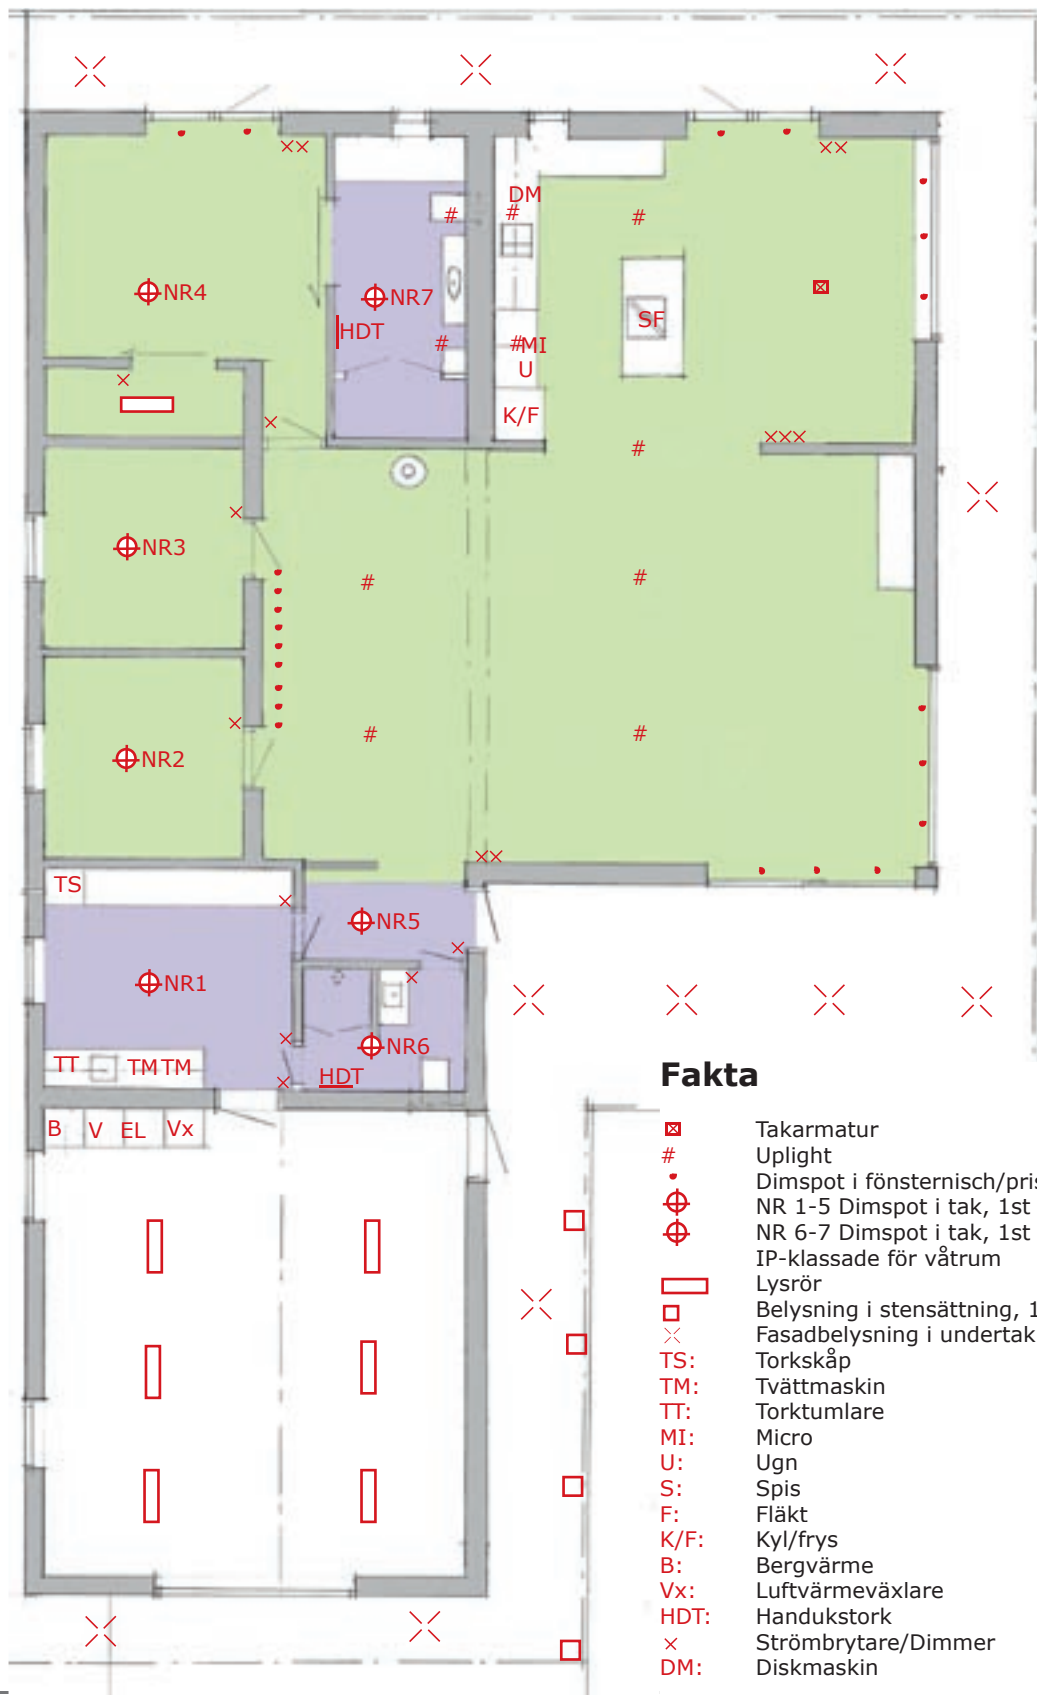 DM
NR4
NR7
SF
HDT
#MI
U
K/F
NR3
NR2
TS
NR5
NR1
NR6
TT
TM TM
HDT
B
V
EL
Vx
Fakta
Takarmatur
# Uplight
Dimspot i fönsternisch/pris
NR 1-5 Dimspot i tak, 1st
NR 6-7 Dimspot i tak, 1st
IP-klassade för våtrum
Lysrör
Belysning i stensättning, 1
Fasadbelysning i undertak
TS: Torkskåp
TM: Tvättmaskin
TT: Torktumlare
MI: Micro
U: Ugn
S: Spis
F: Fläkt
K/F: Kyl/frys
B: Bergvärme
Vx: Luftvärmeväxlare
HDT: Handukstork
× Strömbrytare/Dimmer
DM: Diskmaskin